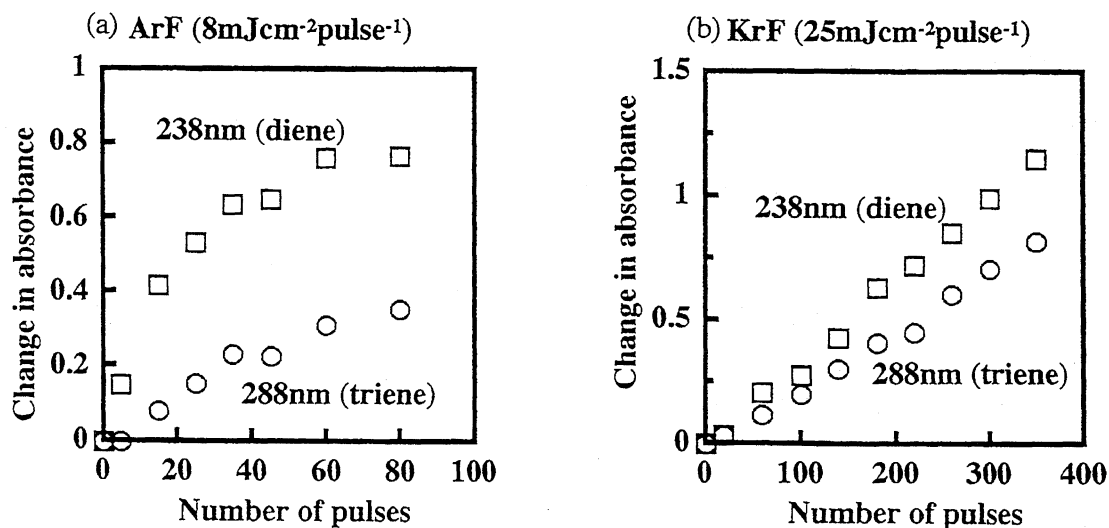 (a) ArF (8mJcm-2pulse-1)
1
0.8
0.6
0.4
0.2
0
238nm (diene)
288nm (triene)
0 20 40 60 80 100
Change in absorbance
Number of pulses
(b) KrF (25mJcm-2pulse-1)
1.5
1
0.5
0
238nm (diene)
288nm (triene)
0 100 200 300 400
Change in absorbance
Number of pulses